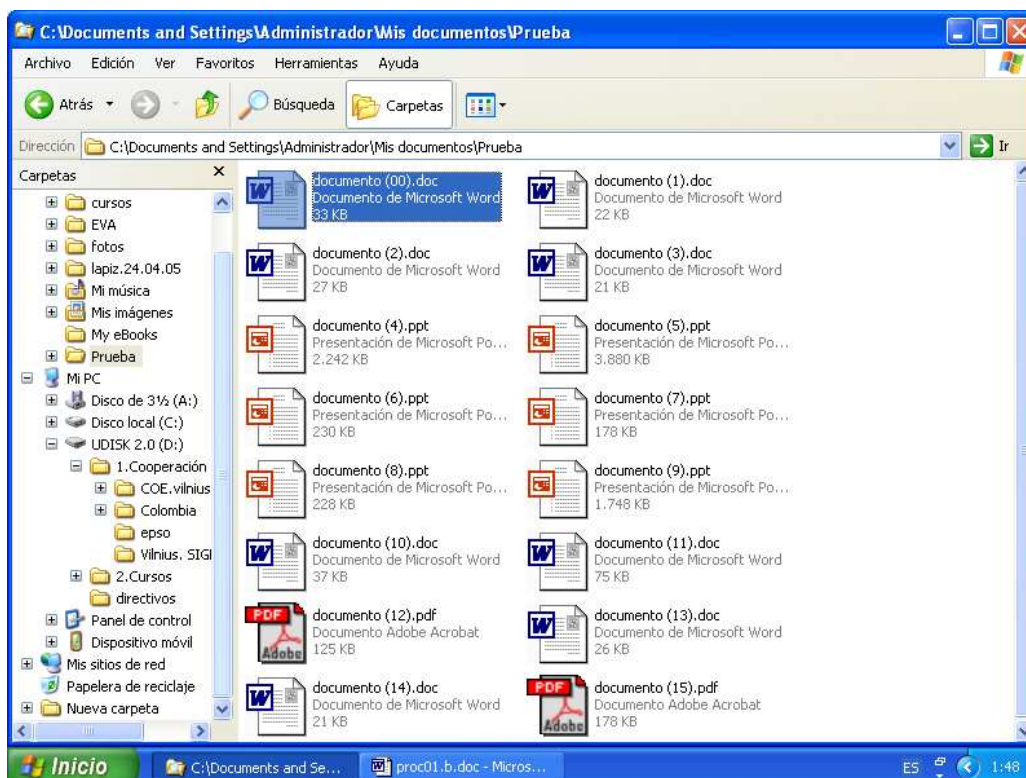 C:\Documents and Settings\Administrador\Mis documentos\Prueba
Archivo Edición Ver Favoritos Herramientas Ayuda
Atrás Búsqueda Carpetas
Dirección C:\Documents and Settings\Administrador\Mis documentos\Prueba Ir
Carpetas
cursos
EVA
fotos
lapiz.24.04.05
Mi música
Mis imágenes
My eBooks
Prueba
Mi PC
Disco de 3½ (A:)
Disco local (C:)
UDISK 2.0 (D:)
1.Cooperación
COE.vilnius
Colombia
epso
Vilnius. SIGI
2.Cursos
directivos
Panel de control
Dispositivo móvil
Mis sitios de red
Papelera de reciclaje
Nueva carpeta
documento (00).doc
Documento de Microsoft Word
33 KB
documento (1).doc
Documento de Microsoft Word
22 KB
documento (2).doc
Documento de Microsoft Word
27 KB
documento (3).doc
Documento de Microsoft Word
21 KB
documento (4).ppt
Presentación de Microsoft Po...
2.242 KB
documento (5).ppt
Presentación de Microsoft Po...
3.880 KB
documento (6).ppt
Presentación de Microsoft Po...
230 KB
documento (7).ppt
Presentación de Microsoft Po...
178 KB
documento (8).ppt
Presentación de Microsoft Po...
228 KB
documento (9).ppt
Presentación de Microsoft Po...
1.748 KB
documento (10).doc
Documento de Microsoft Word
37 KB
documento (11).doc
Documento de Microsoft Word
75 KB
PDF
Adobe
documento (12).pdf
Documento Adobe Acrobat
125 KB
documento (13).doc
Documento de Microsoft Word
26 KB
documento (14).doc
Documento de Microsoft Word
21 KB
PDF
Adobe
documento (15).pdf
Documento Adobe Acrobat
178 KB
Inicio C:\Documents and Se... proc01.b.doc - Micros... ES 1:48